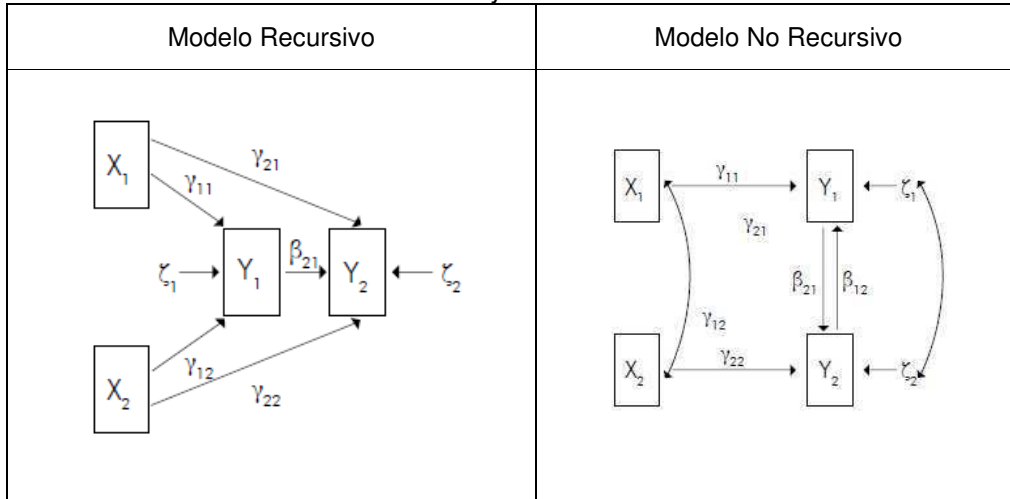 Modelo Recursivo
Modelo No Recursivo
X₁
γ₂₁
γ₁₁
ζ₁
Y₁
β₂₁
Y₂
ζ₂
X₂
γ₁₂
γ₂₂
X₁
γ₁₁
Y₁
ζ₁
γ₂₁
β₂₁
β₁₂
γ₁₂
X₂
γ₂₂
Y₂
ζ₂